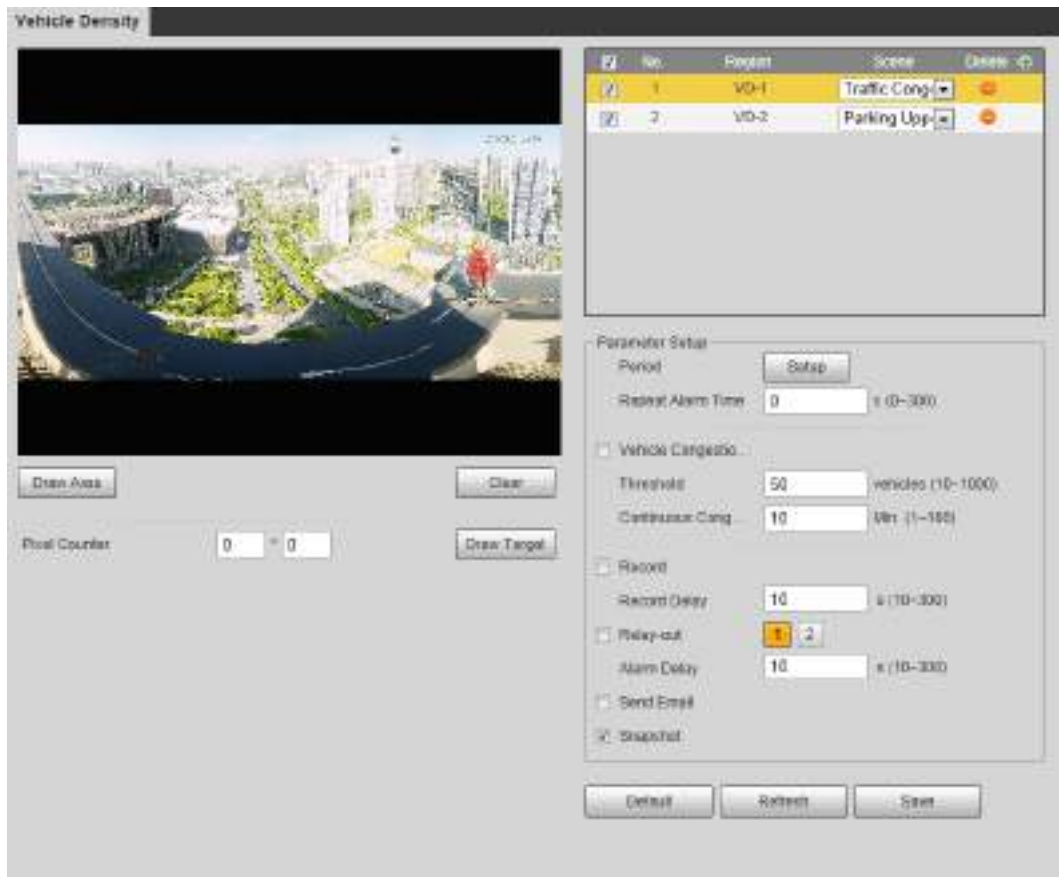 Vehicle Density
No. Region Scene Delete
1 VD-1 Traffic Cong
2 VD-2 Parking Upp
Parameter Setup
Period Setup
Repeat Alarm Time 0 s (0~300)
Vehicle Congestio...
Threshold 50 vehicles (10~1000)
Continuous Cong... 10 Min (1~100)
Record
Record Delay 10 s (10~300)
Relay-out 1 2
Alarm Delay 10 s (10~300)
Send Email
Snapshot
Draw Area Clear
Pixel Counter 0 * 0 Draw Target
Default Refresh Save